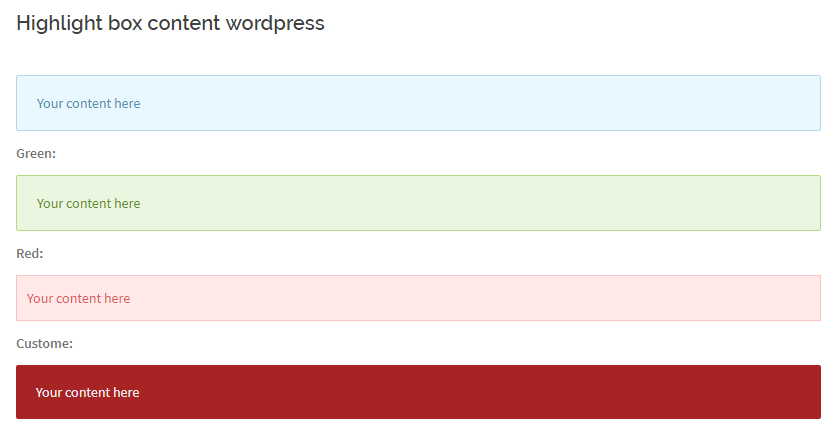 Highlight box content wordpress
Your content here
Green:
Your content here
Red:
Your content here
Custome:
Your content here